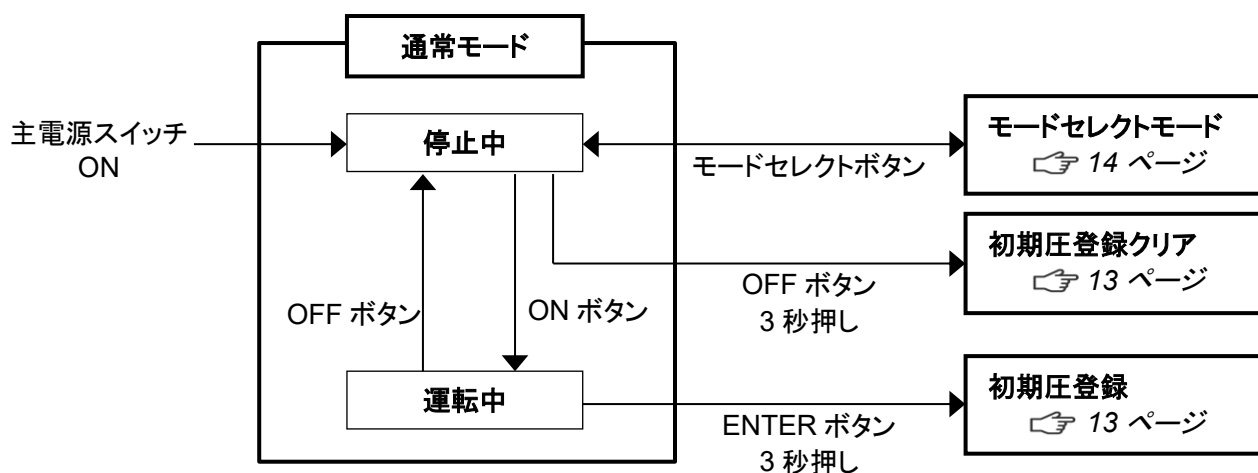 通常モード
主電源スイッチ
ON
停止中
モードセレクトボタン
モードセレクトモード
☞ 14 ページ
初期圧登録クリア
☞ 13 ページ
OFF ボタン
3 秒押し
OFF ボタン
ON ボタン
運転中
ENTER ボタン
3 秒押し
初期圧登録
☞ 13 ページ